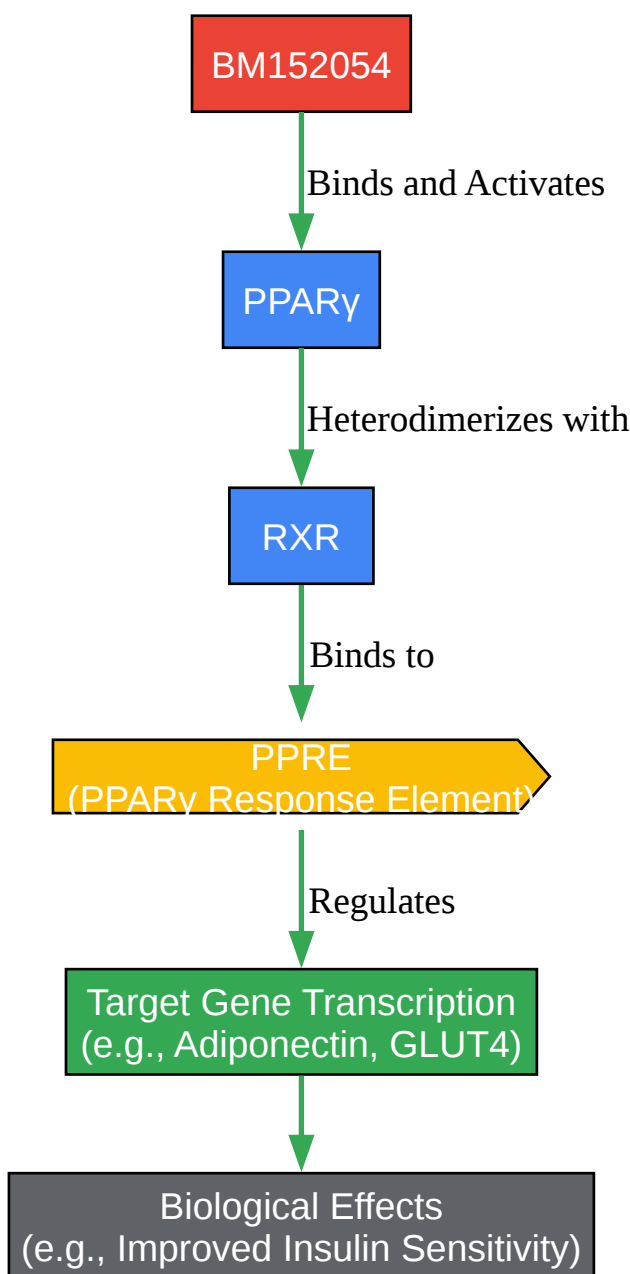 BM152054
Binds and Activates
PPARγ
Heterodimerizes with
RXR
Binds to
PPRE
(PPARγ Response Element)
Regulates
Target Gene Transcription
(e.g., Adiponectin, GLUT4)
Biological Effects
(e.g., Improved Insulin Sensitivity)